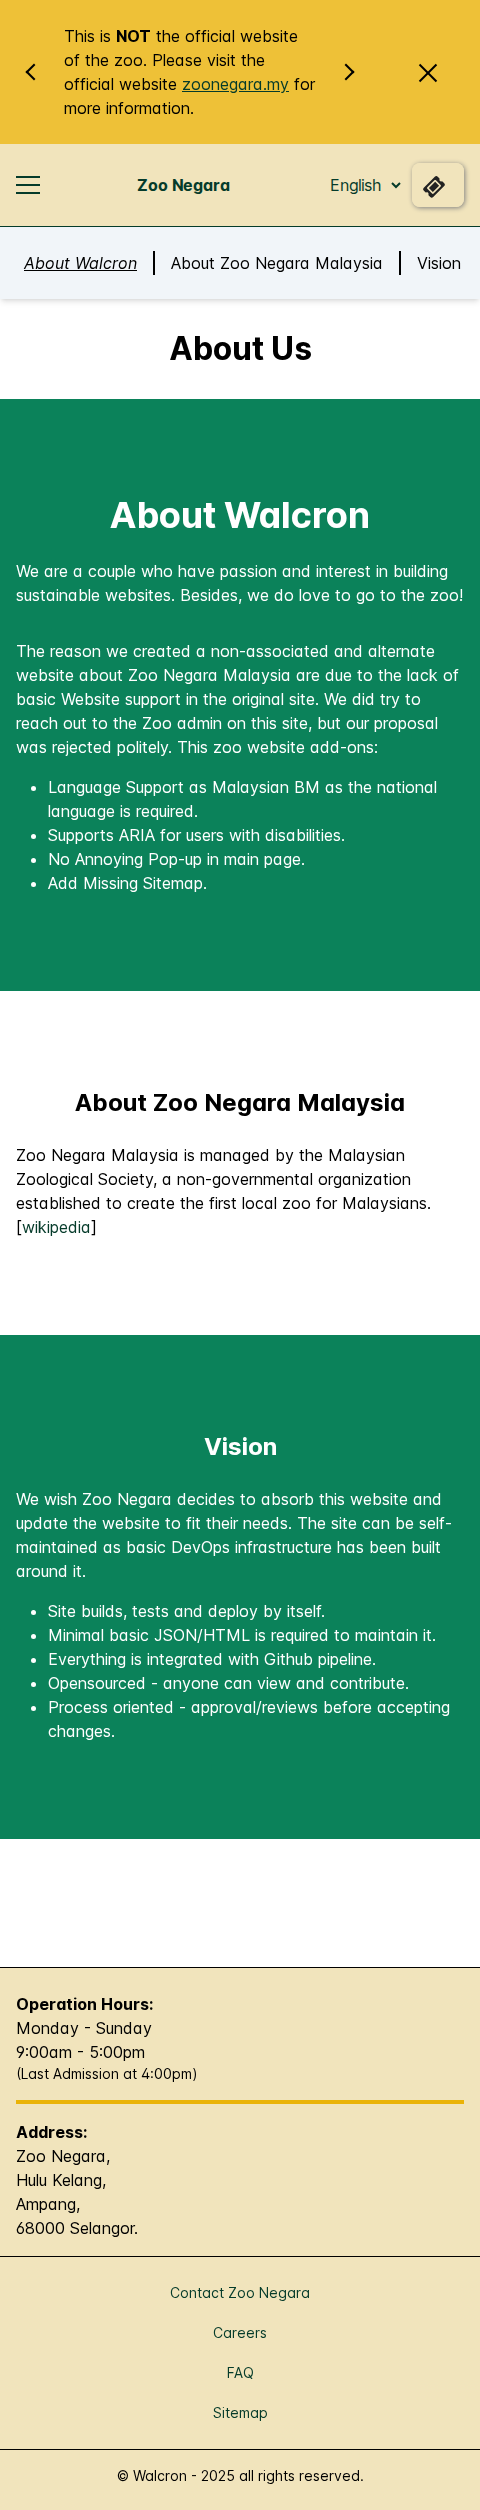 This is NOT the official website
of the zoo. Please visit the
official website zoonegara.my for
more information.
Zoo Negara
English
About Walcron
About Zoo Negara Malaysia
Vision
About Us
About Walcron
We are a couple who have passion and interest in building
sustainable websites. Besides, we do love to go to the zoo!
The reason we created a non-associated and alternate
website about Zoo Negara Malaysia are due to the lack of
basic Website support in the original site. We did try to
reach out to the Zoo admin on this site, but our proposal
was rejected politely. This zoo website add-ons:
• Language Support as Malaysian BM as the national
language is required.
• Supports ARIA for users with disabilities.
• No Annoying Pop-up in main page.
• Add Missing Sitemap.
About Zoo Negara Malaysia
Zoo Negara Malaysia is managed by the Malaysian
Zoological Society, a non-governmental organization
established to create the first local zoo for Malaysians.
[wikipedia]
Vision
We wish Zoo Negara decides to absorb this website and
update the website to fit their needs. The site can be self-
maintained as basic DevOps infrastructure has been built
around it.
• Site builds, tests and deploy by itself.
• Minimal basic JSON/HTML is required to maintain it.
• Everything is integrated with Github pipeline.
• Opensourced - anyone can view and contribute.
• Process oriented - approval/reviews before accepting
changes.
Operation Hours:
Monday - Sunday
9:00am - 5:00pm
(Last Admission at 4:00pm)
Address:
Zoo Negara,
Hulu Kelang,
Ampang,
68000 Selangor.
Contact Zoo Negara
Careers
FAQ
Sitemap
© Walcron - 2025 all rights reserved.